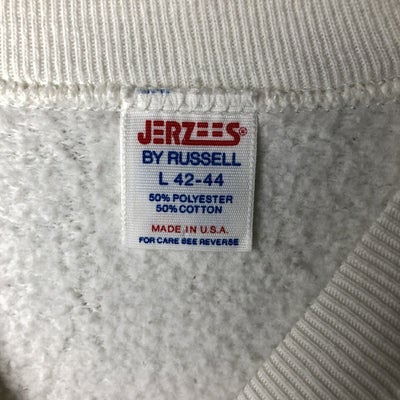 JERZEES®
BY RUSSELL
L 42-44
50% POLYESTER
50% COTTON
MADE IN U.S.A.
FOR CARE SEE REVERSE